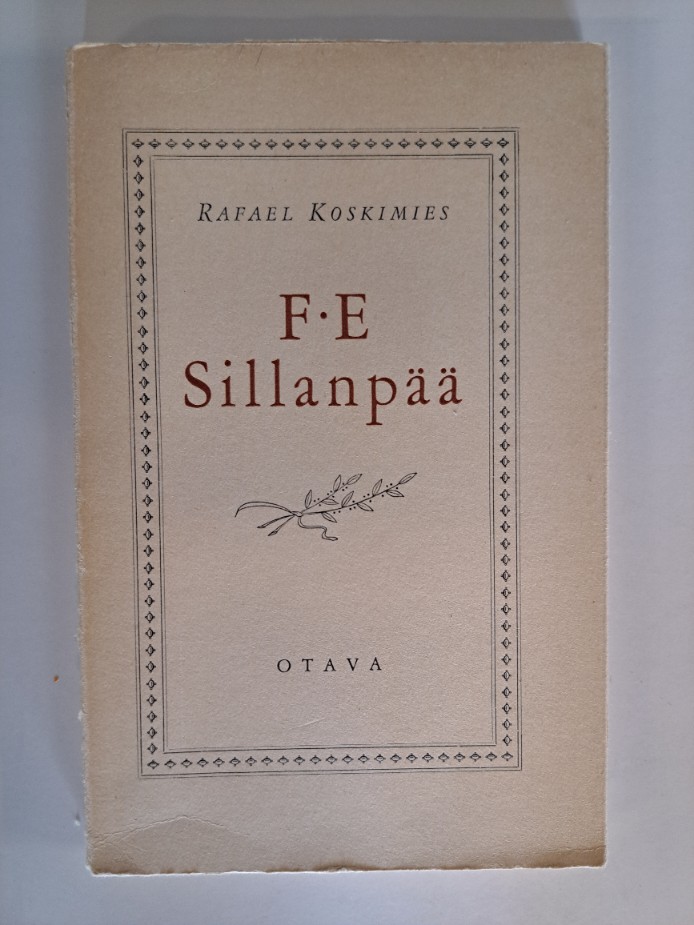 Rafael Koskimies
F·E
Sillanpää
OTAVA